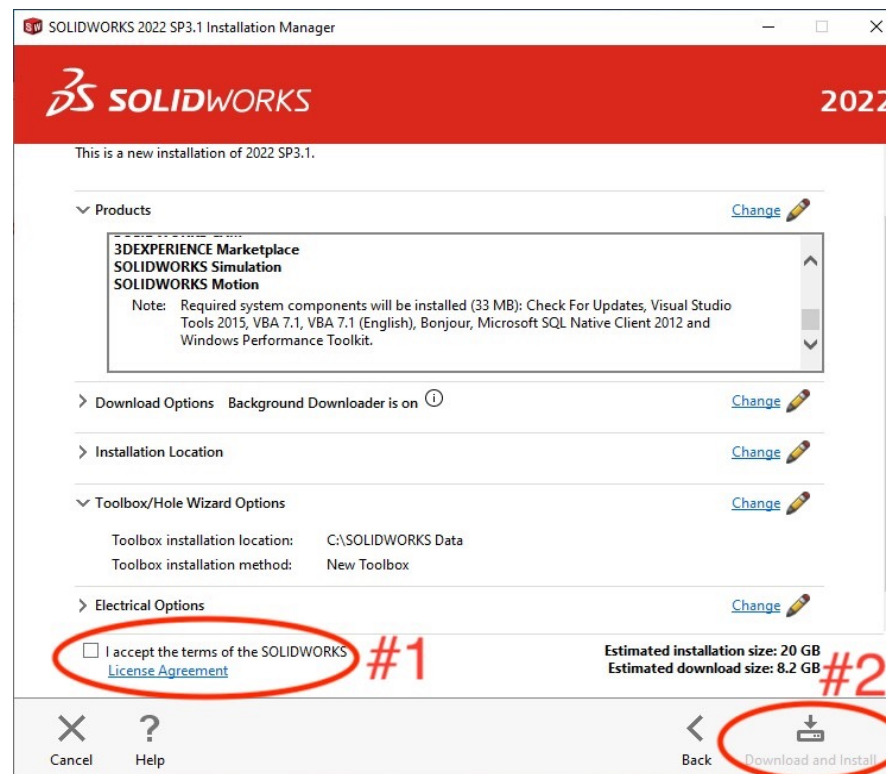 SOLIDWORKS 2022 SP3.1 Installation Manager
SOLIDWORKS 2022
This is a new installation of 2022 SP3.1.
Products Change
3DEXPERIENCE Marketplace
SOLIDWORKS Simulation
SOLIDWORKS Motion
Note: Required system components will be installed (33 MB): Check For Updates, Visual Studio
Tools 2015, VBA 7.1, VBA 7.1 (English), Bonjour, Microsoft SQL Native Client 2012 and
Windows Performance Toolkit.
Download Options Background Downloader is on Change
Installation Location Change
Toolbox/Hole Wizard Options Change
Toolbox installation location: C:\SOLIDWORKS Data
Toolbox installation method: New Toolbox
Electrical Options Change
I accept the terms of the SOLIDWORKS
License Agreement
#1
Estimated installation size: 20 GB
Estimated download size: 8.2 GB
#2
Cancel Help Back Download and Install